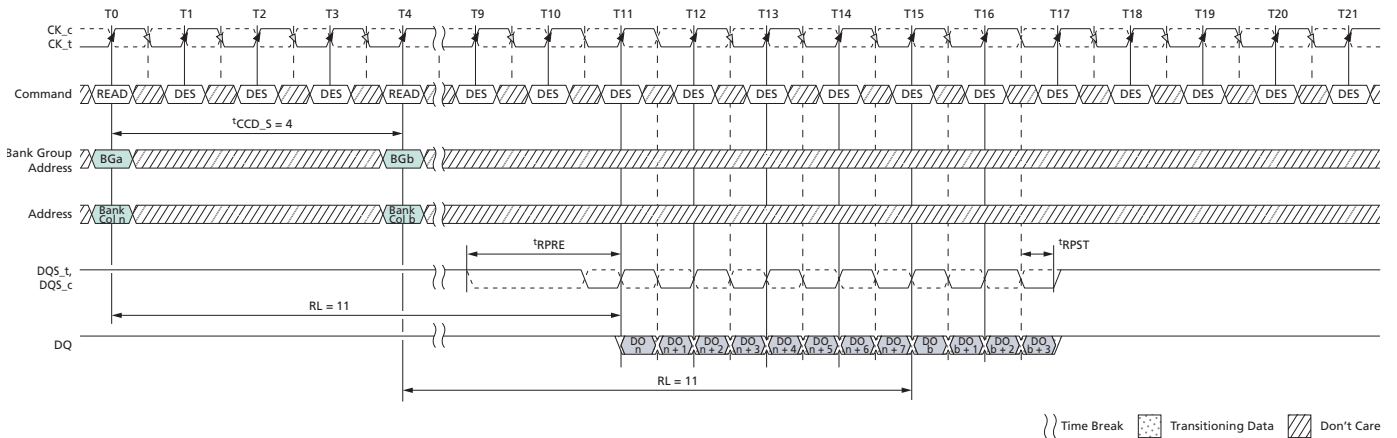 T0 T1 T2 T3 T4 T9 T10 T11 T12 T13 T14 T15 T16 T17 T18 T19 T20 T21
CK_c
CK_t
Command READ DES DES DES READ DES DES DES DES DES DES DES DES DES DES DES DES DES
tCCD_S = 4
Bank Group
Address
BGa BGb
Address
Bank
Col n
Bank
Col b
tRPRE tRPST
DQS_t,
DQS_c
RL = 11
DQ
DO
n
DO
n + 1
DO
n + 2
DO
n + 3
DO
n + 4
DO
n + 5
DO
n + 6
DO
n + 7
DO
b
DO
b + 1
DO
b + 2
DO
b + 3
RL = 11
Time Break Transitioning Data Don't Care